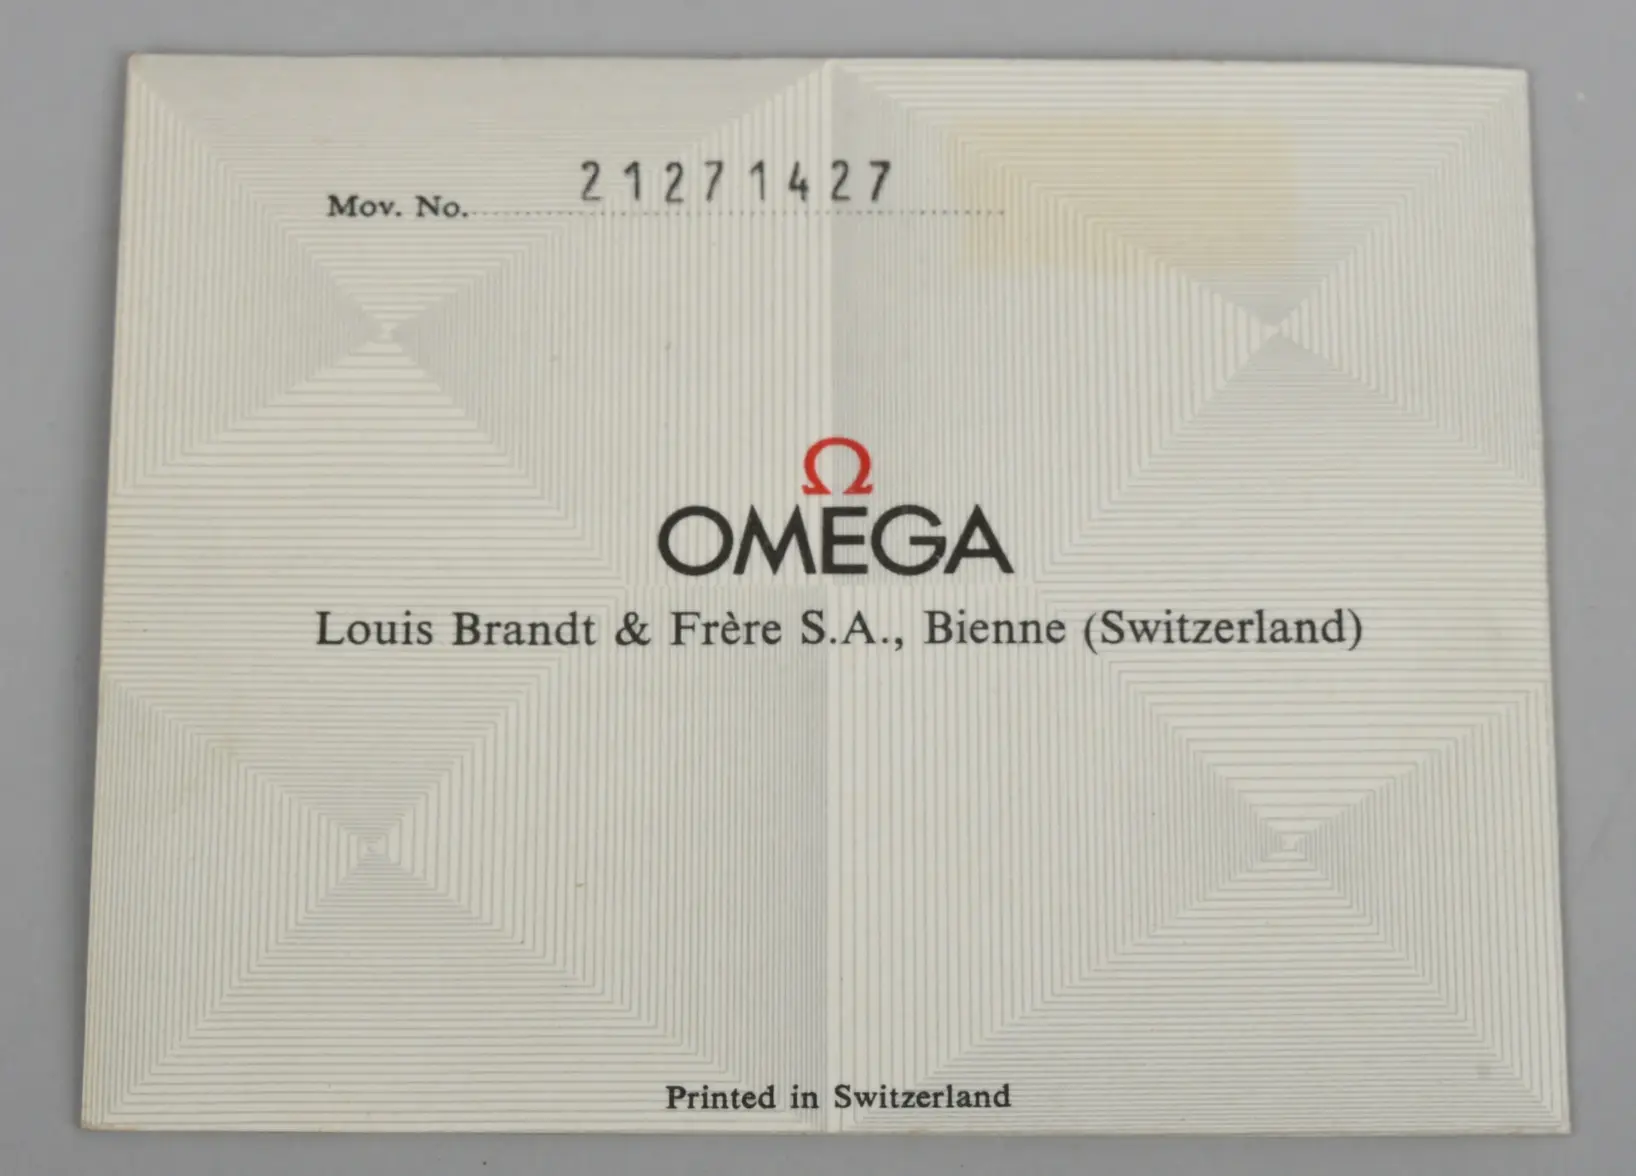 Mov. No. 21271427
Ω
OMEGA
Louis Brandt & Frère S.A., Bienne (Switzerland)
Printed in Switzerland